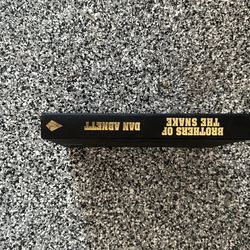 BROTHERS OF
THE SNAKE
DAN ABNETT